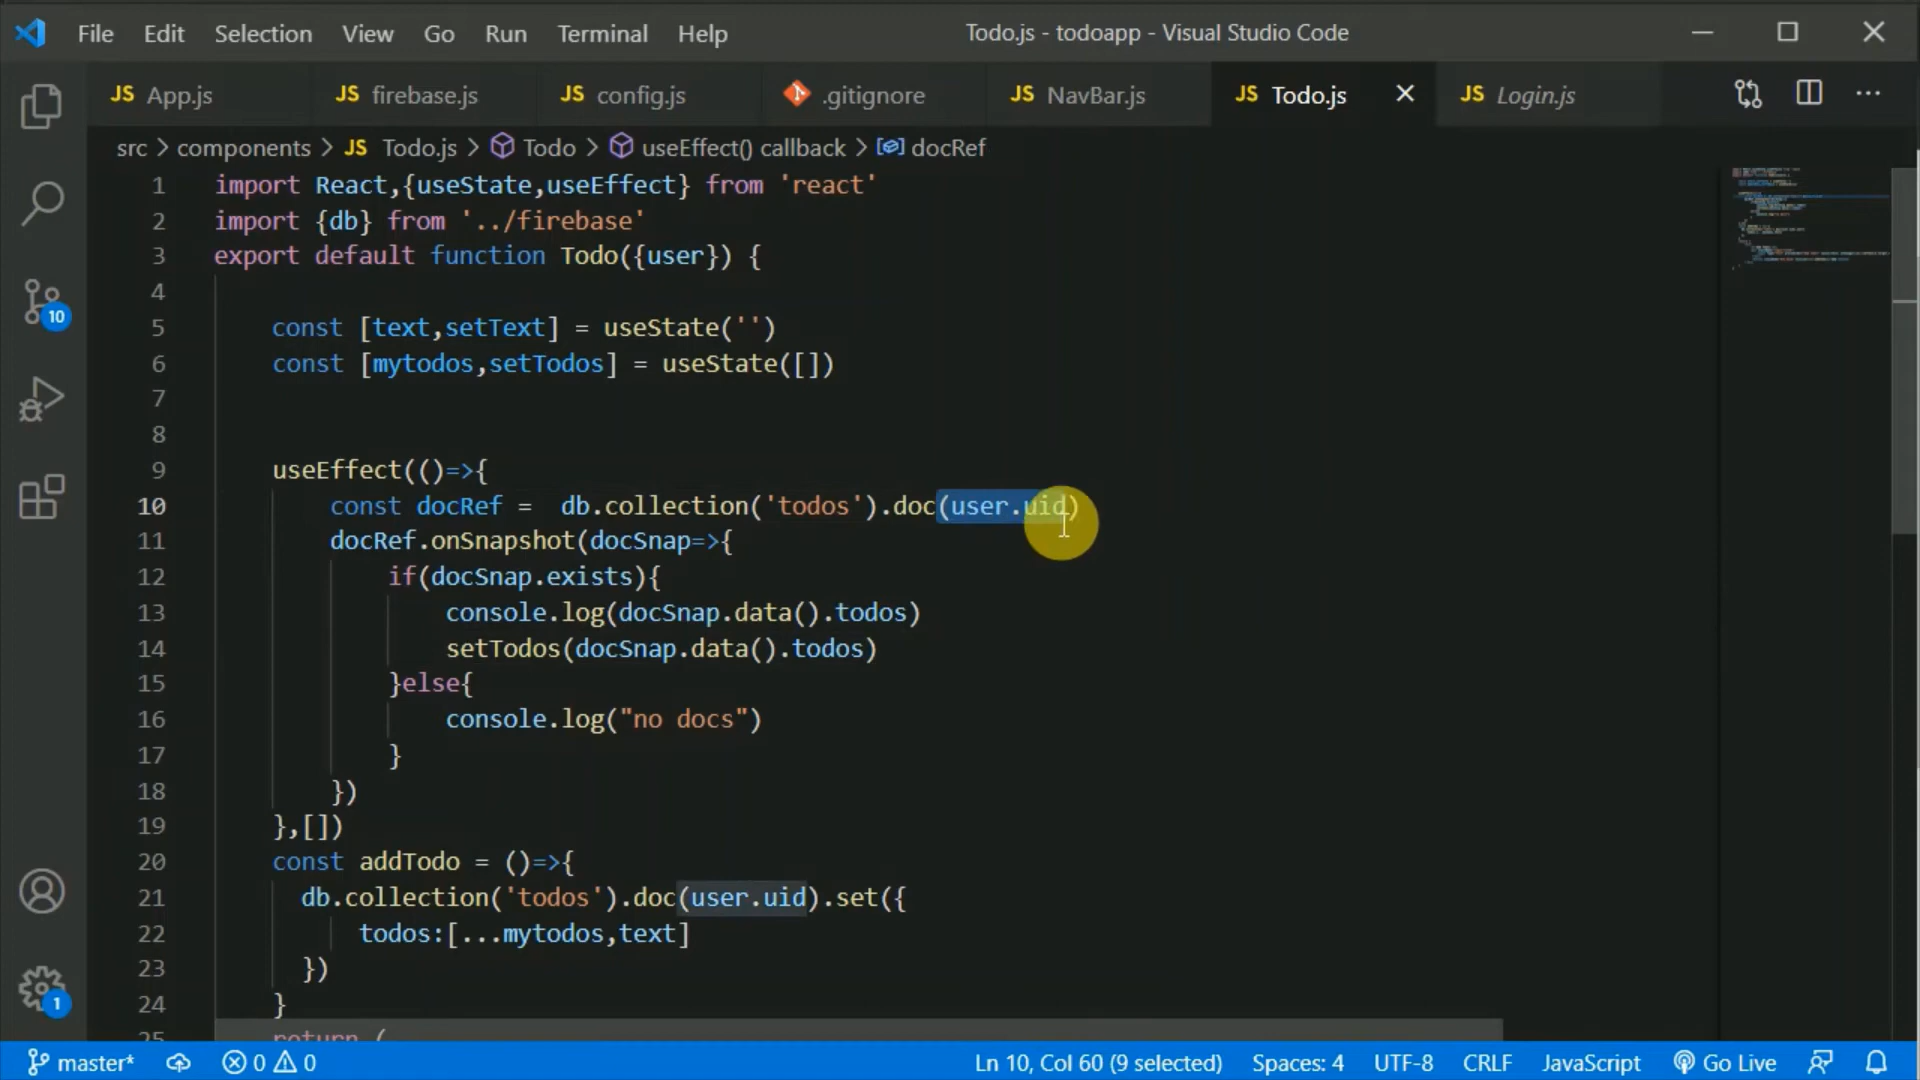 File Edit Selection View Go Run Terminal Help Todo.js - todoapp - Visual Studio Code
JS App.js JS firebase.js JS config.js .gitignore JS NavBar.js JS Todo.js JS Login.js
src > components > JS Todo.js > Todo > useEffect() callback > docRef
1 import React,{useState,useEffect} from 'react'
2 import {db} from '../firebase'
3 export default function Todo({user}) {
4
5 const [text,setText] = useState('')
6 const [mytodos,setTodos] = useState([])
7
8
9 useEffect(()=>{
10 const docRef =  db.collection('todos').doc(user.uid)
11 docRef.onSnapshot(docSnap=>{
12 if(docSnap.exists){
13 console.log(docSnap.data().todos)
14 setTodos(docSnap.data().todos)
15 }else{
16 console.log("no docs")
17 }
18 })
19 },[])
20 const addTodo = ()=>{
21 db.collection('todos').doc(user.uid).set({
22 todos:[...mytodos,text]
23 })
24 }
25 return (
10
1
master* 0 0 Ln 10, Col 60 (9 selected) Spaces: 4 UTF-8 CRLF JavaScript Go Live